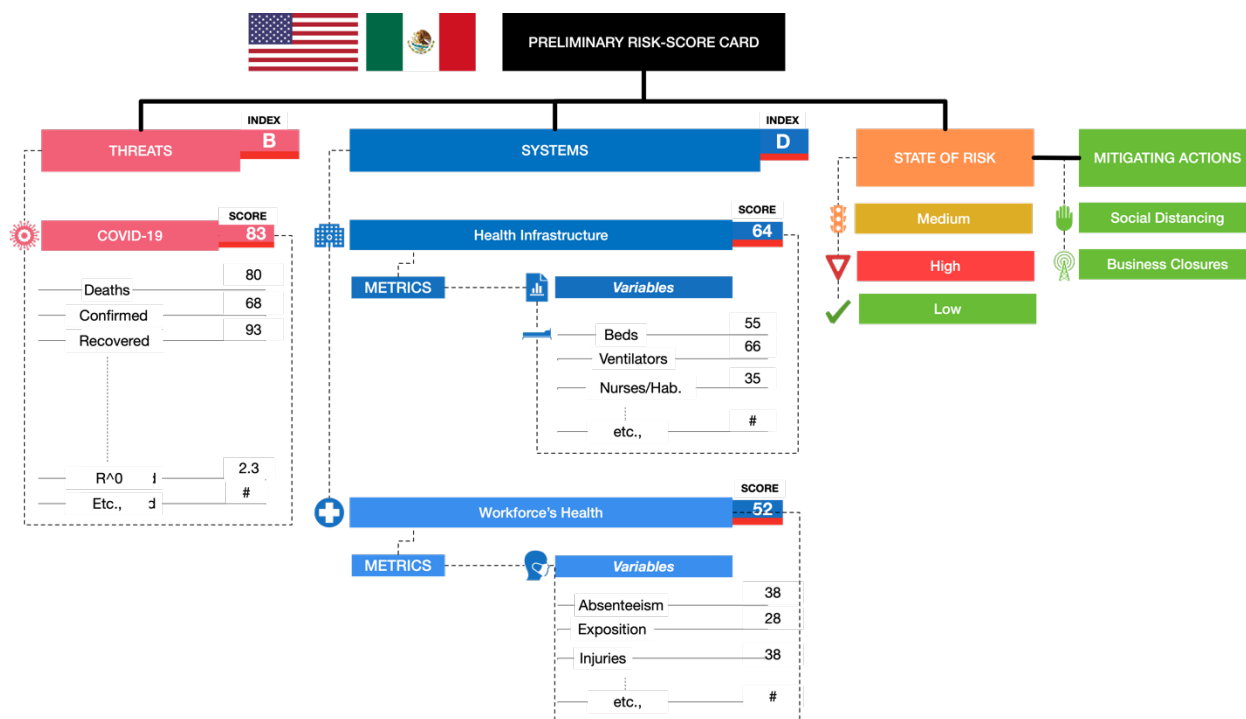 PRELIMINARY RISK-SCORE CARD
INDEX
B
THREATS
INDEX
D
SYSTEMS
STATE OF RISK
MITIGATING ACTIONS
SCORE
83
COVID-19
80
Deaths
68
Confirmed
93
Recovered
2.3
R^0 d
#
Etc., d
SCORE
64
Health Infrastructure
METRICS
Variables
55
Beds
66
Ventilators
35
Nurses/Hab.
#
etc.,
SCORE
52
Workforce's Health
METRICS
Variables
38
Absenteeism
28
Exposition
38
Injuries
#
etc.,
Medium
High
Low
Social Distancing
Business Closures